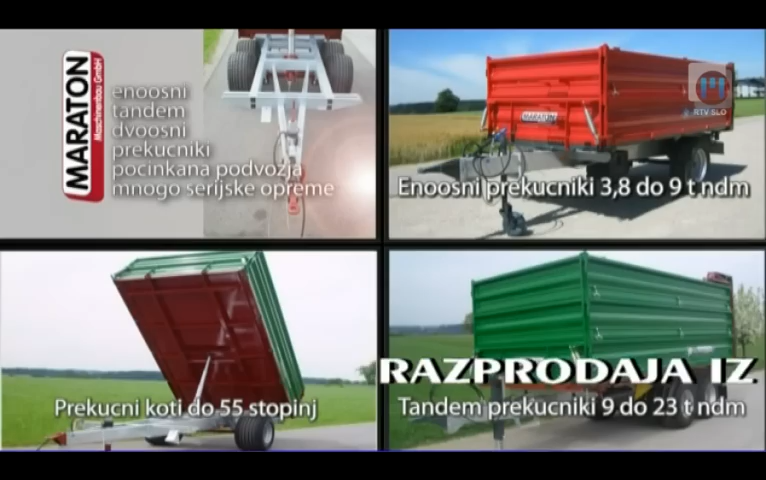 MARATON
Maschinenbau GmbH
enoosni
tandem
dvoosni
prekucniki
pocinkana podvozja
mnogo serijske opreme
MARATON
RTV SLO
Enoosni prekucniki 3,8 do 9 t ndm
Prekucni koti do 55 stopinj
RAZPRODAJA IZ
Tandem prekucniki 9 do 23 t ndm